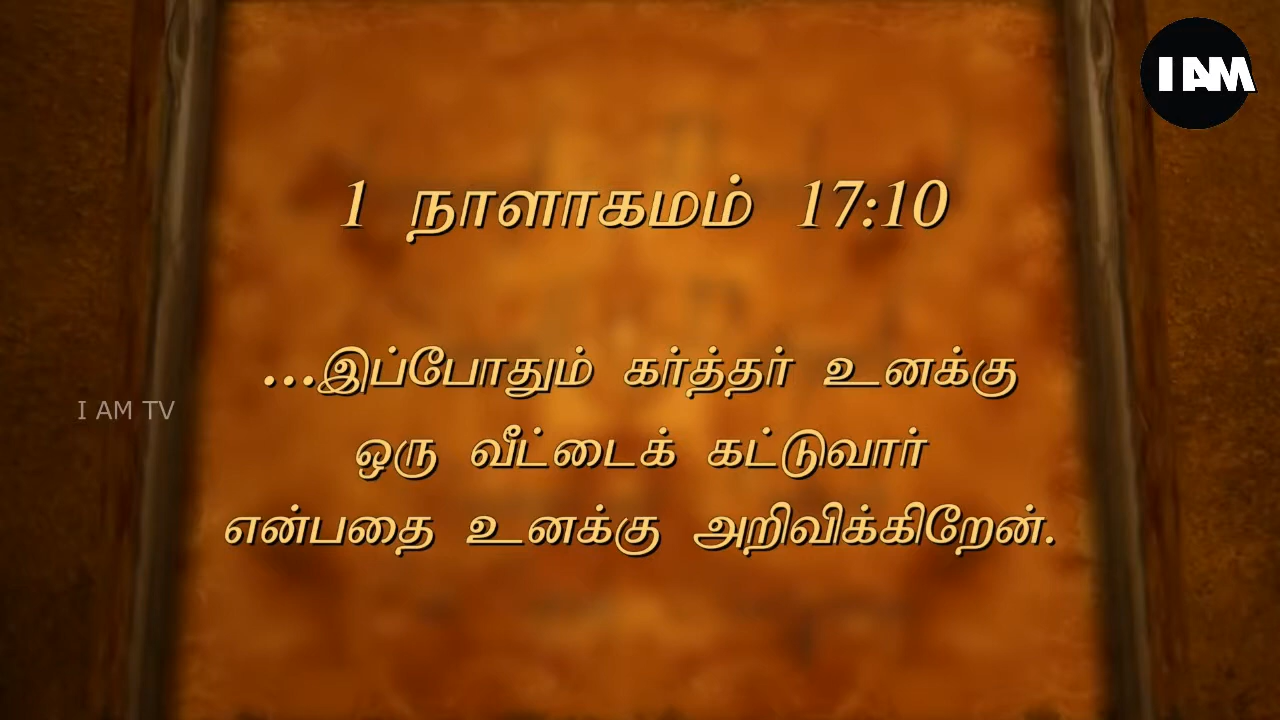 I AM
1 நாளாகமம் 17:10
...இப்போதும் கர்த்தர் உனக்கு
ஒரு வீட்டைக் கட்டுவார்
என்பதை உனக்கு அறிவிக்கிறேன்.
I AM TV